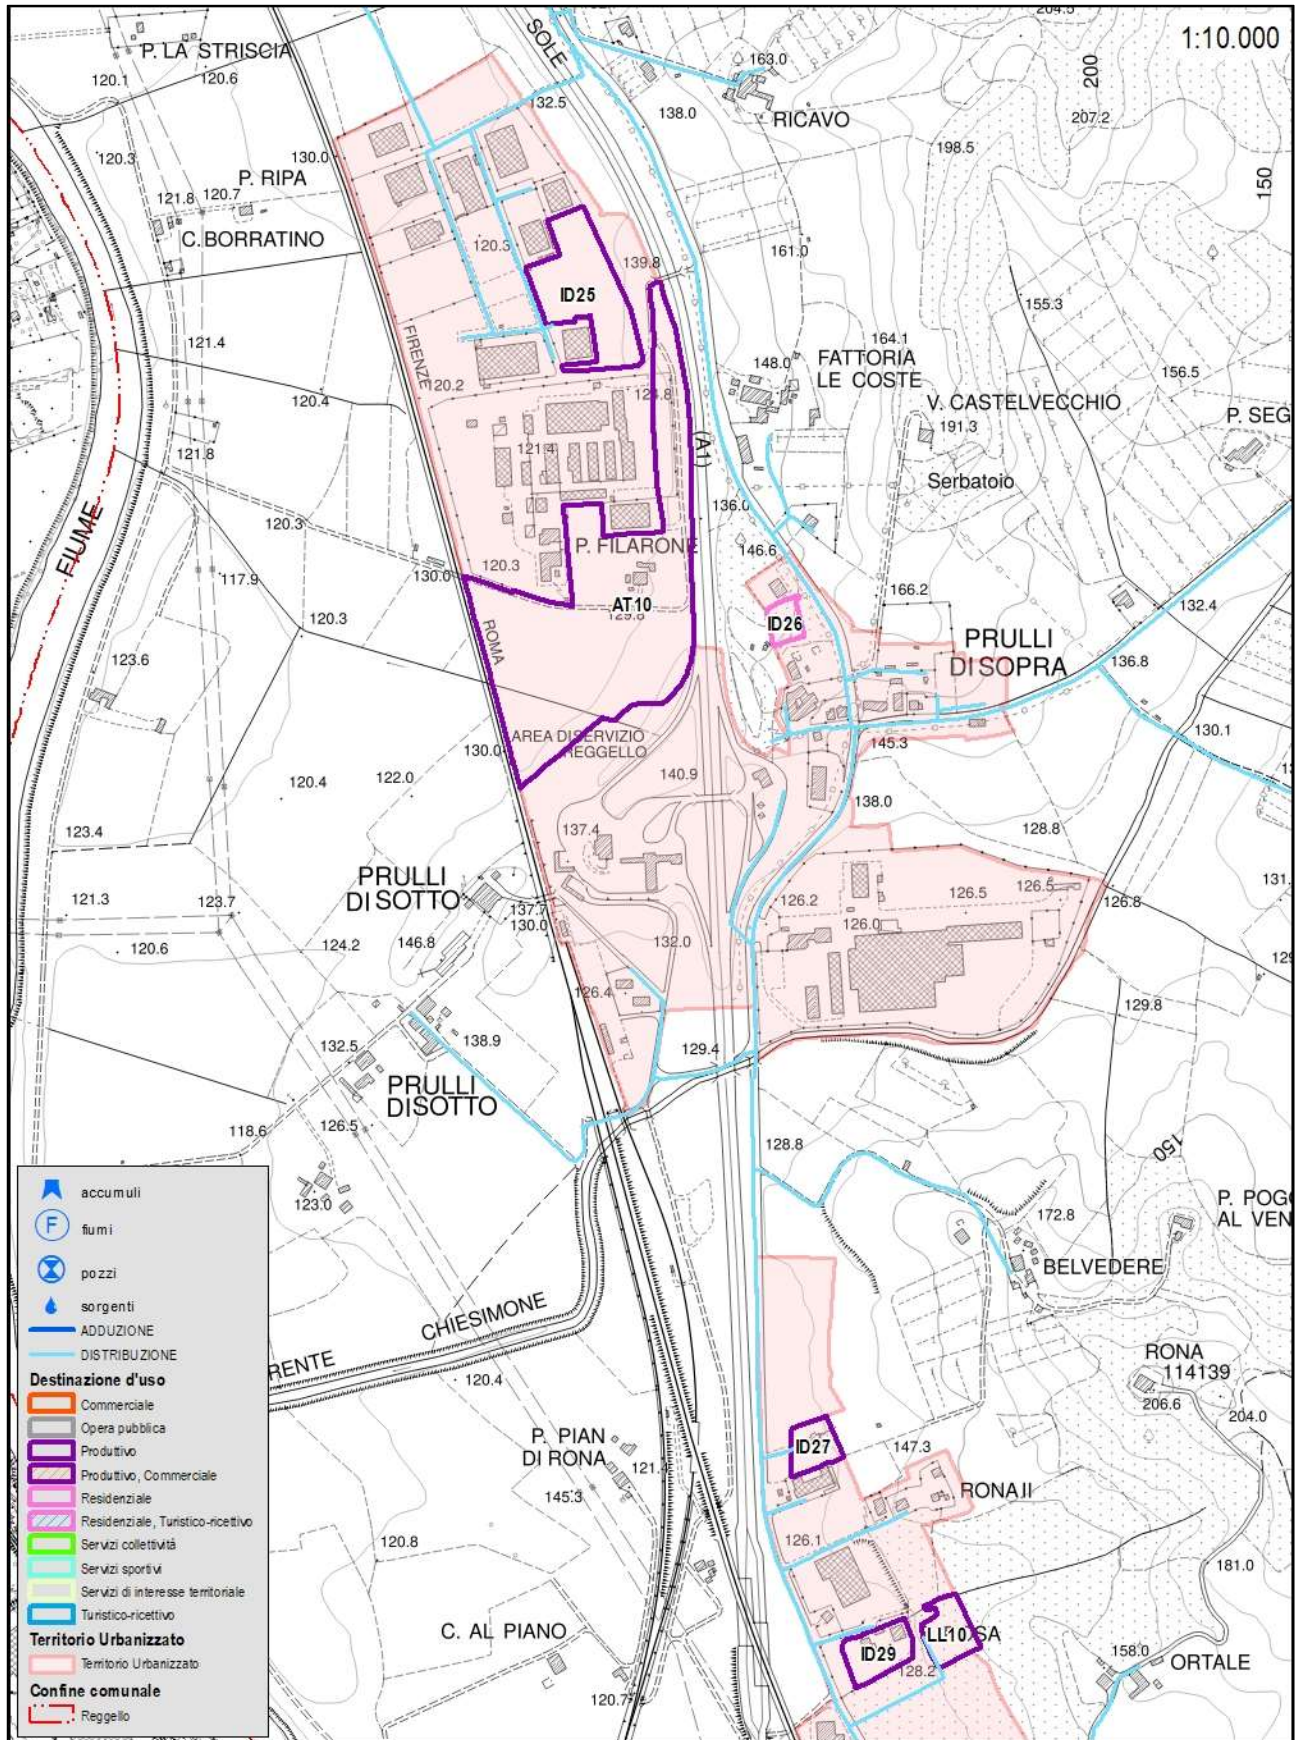 204.5
1:10.000
SOLE
P. LA STRISCIA
120.1
120.6
163.0
200
132.5
138.0
RICAVO
207.2
120.3
130.0
198.5
150
P. RIPA
121.8
120.7
C.BORRATINO
120.3
161.0
139.8
ID25
155.3
121.4
FIRENZE
164.1
148.0
FATTORIA
LE COSTE
156.5
120.2
124.8
120.4
V. CASTELVECCHIO
191.3
P. SEG
(A1)
121.4
121.8
Serbatoio
136.0
120.3
FIUME
146.6
P. FILARONE
120.3
130.0
117.9
166.2
AT10
129.8
132.4
ID26
120.3
ROMA
PRULLI
DI SOPRA
123.6
136.8
AREA DI SERVIZIO
REGGELLO
130.0
130.1
145.3
140.9
120.4
122.0
138.0
123.4
128.8
137.4
PRULLI
DI SOTTO
121.3
123.7
126.2
126.5
126.5
126.8
131.
137.7
130.0
126.0
120.6
124.2
146.8
132.0
126.4
129.8
132.5
138.9
129.4
PRULLI
DISOTTO
118.6
126.5
128.8
150
123.0
172.8
P. POG
AL VEN
BELVEDERE
CHIESIMONE
RENTE
120.4
RONA
114139
206.6
204.0
P. PIAN
DI RONA
121.4
ID27
147.3
145.3
RONA II
120.8
126.1
181.0
C. AL PIANO
LL10
SA
ID29
158.0
ORTALE
128.2
120.7
accumuli
F
fiumi
pozzi
sorgenti
ADDUZIONE
DISTRIBUZIONE
Destinazione d'uso
Commerciale
Opera pubblica
Produttivo
Produttivo, Commerciale
Residenziale
Residenziale, Turistico-ricettivo
Servizi collettività
Servizi sportivi
Servizi di interesse territoriale
Turistico-ricettivo
Territorio Urbanizzato
Territorio Urbanizzato
Confine comunale
Reggello